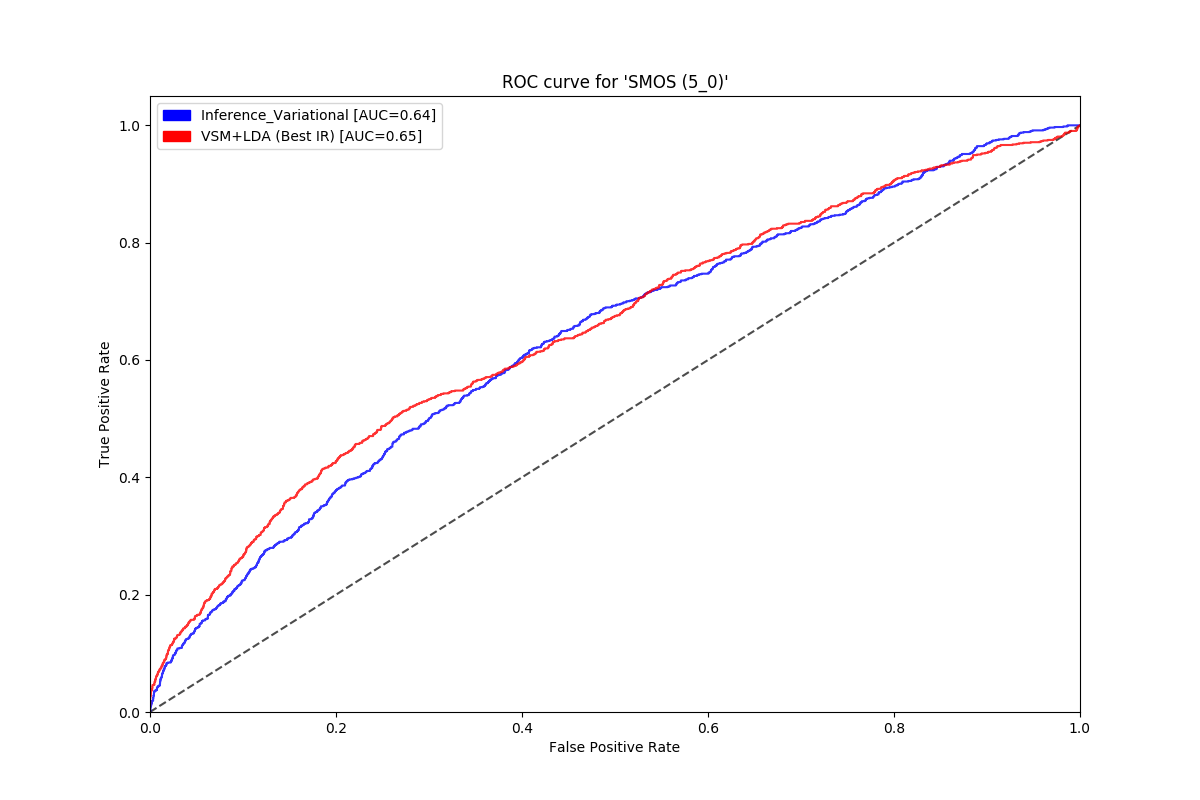 ROC curve for 'SMOS (5_0)'
Inference_Variational [AUC=0.64]
VSM+LDA (Best IR) [AUC=0.65]
True Positive Rate
1.0
0.8
0.6
0.4
0.2
0.0
0.0 0.2 0.4 0.6 0.8 1.0
False Positive Rate